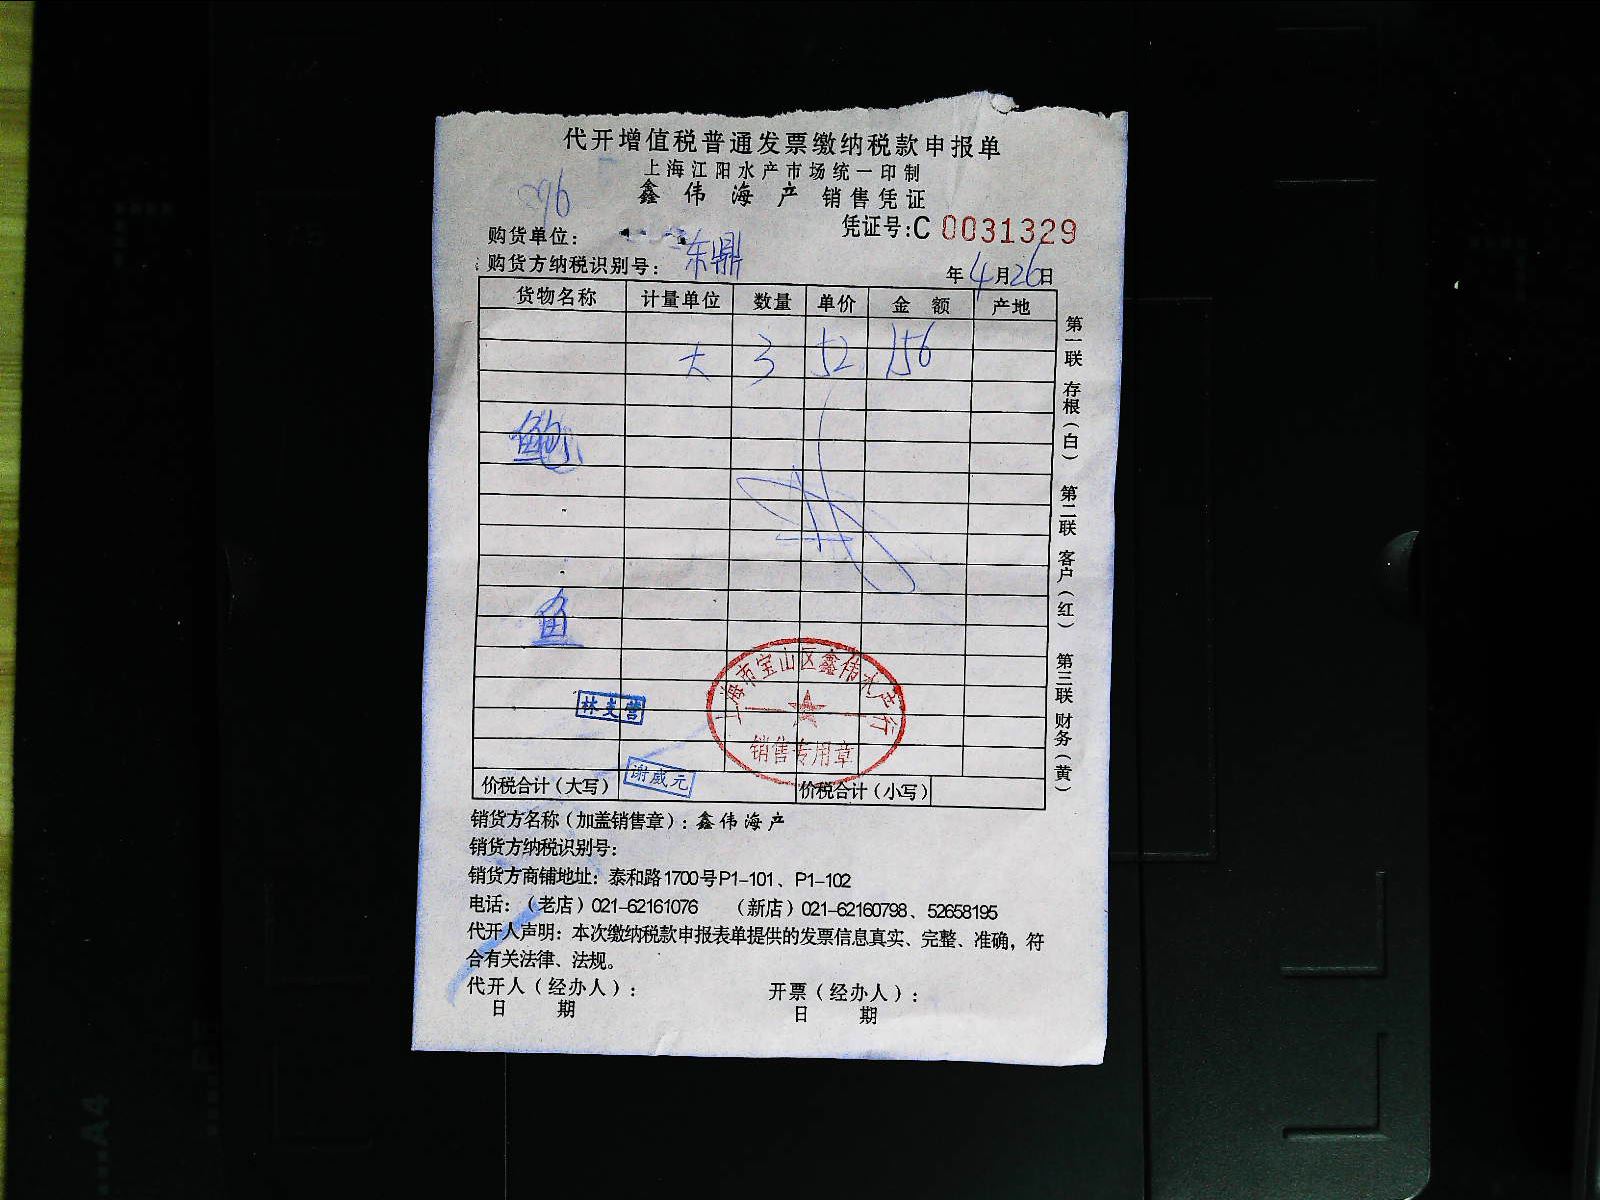 代开增值税普通发票缴纳税款申报单
上海江阳水产市场统一印制
鑫伟海产 销售凭证
凭证号:C 0031329
购货单位: 东鼎
购货方纳税识别号:
年4月26日
货物名称 计量单位 数量 单价 金额 产地
大 3 52 156
鲍
鱼
上海市宝山区鑫伟水产行
销售专用章
林支营
谢威元
价税合计(大写) 价税合计(小写)
第一联 存根(白) 第二联 客户(红) 第三联 财务(黄)
销货方名称(加盖销售章):鑫伟海产
销货方纳税识别号:
销货方商铺地址:泰和路1700号P1-101、P1-102
电话:(老店)021-62161076 (新店)021-62160798、52658195
代开人声明:本次缴纳税款申报表单提供的发票信息真实、完整、准确,符
合有关法律、法规。
代开人(经办人): 开票(经办人):
日 期 日 期
A4